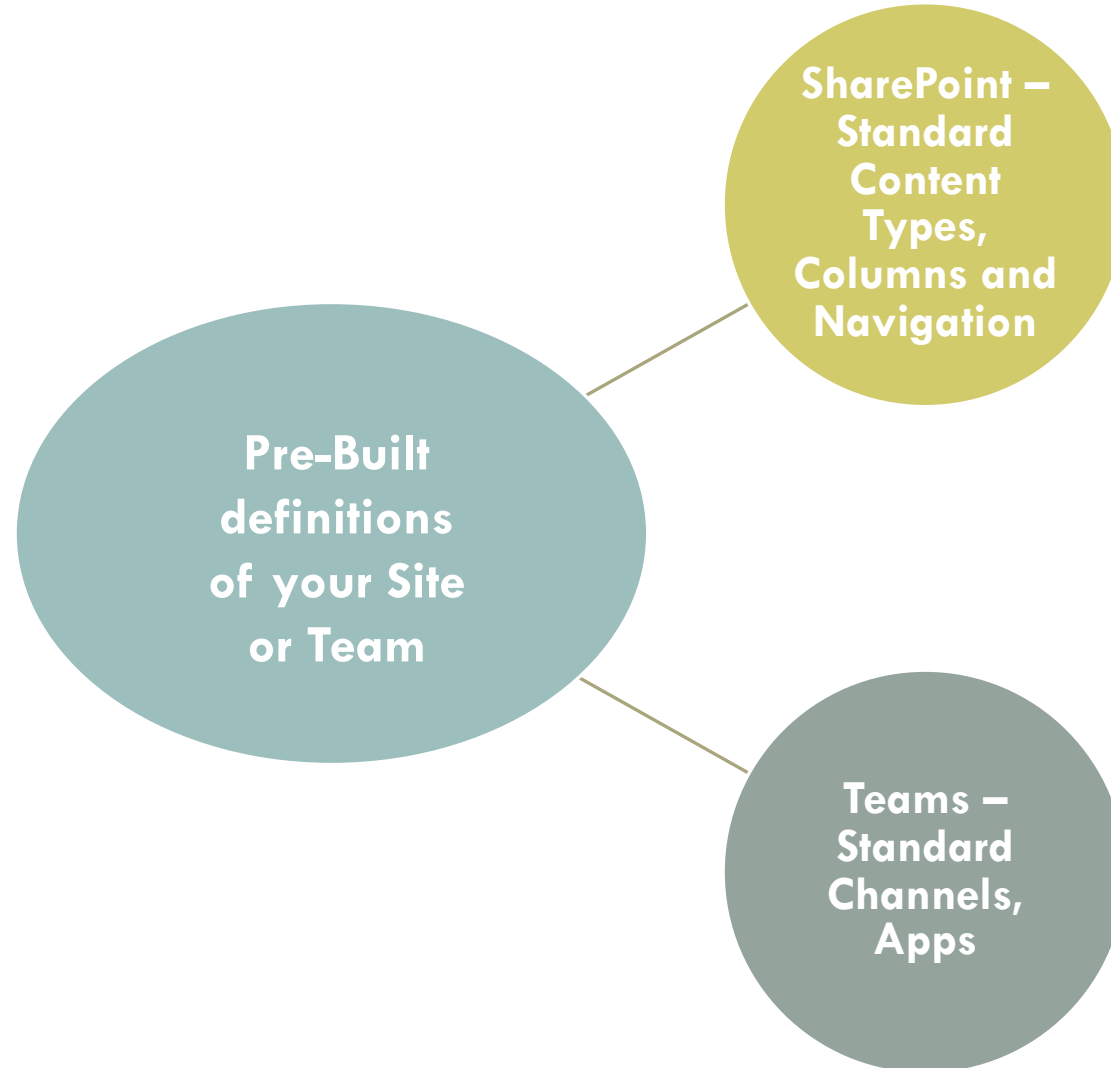 SharePoint –
Standard
Content
Types,
Columns and
Navigation
Pre-Built
definitions
of your Site
or Team
Teams –
Standard
Channels,
Apps